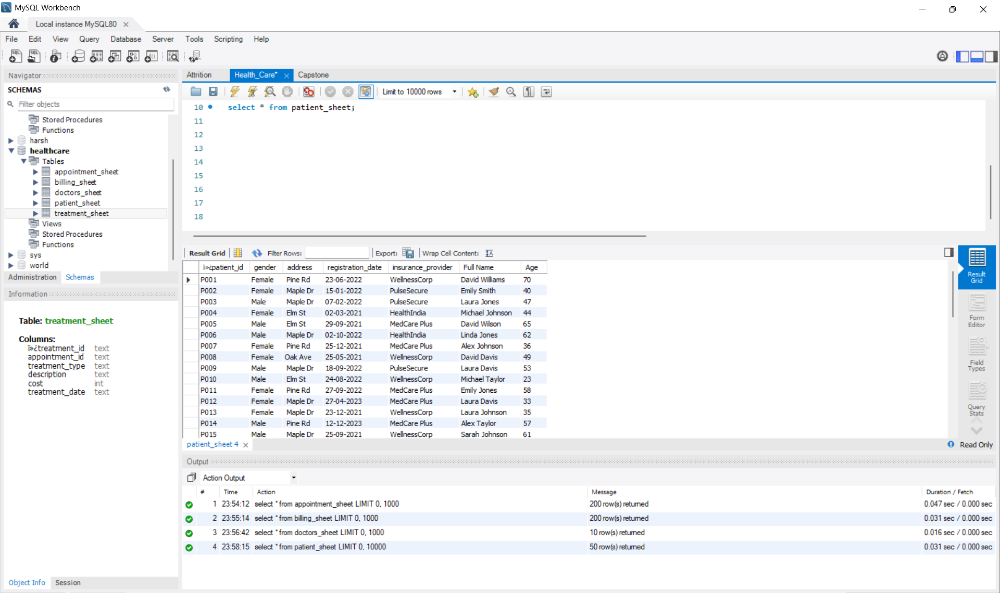 MySQL Workbench
Local instance MySQL80
File Edit View Query Database Server Tools Scripting Help
Navigator
SCHEMAS
Filter objects
Stored Procedures
Functions
harsh
healthcare
Tables
appointment_sheet
billing_sheet
doctors_sheet
patient_sheet
treatment_sheet
Views
Stored Procedures
Functions
sys
world
Administration Schemas
Information
Table: treatment_sheet
Columns:
ï»¿treatment_id text
appointment_id text
treatment_type text
description text
cost int
treatment_date text
Object Info Session
Attrition Health_Care* Capstone
Limit to 10000 rows
10 select * from patient_sheet;
11
12
13
14
15
16
17
18
Result Grid Filter Rows: Export: Wrap Cell Content:
ï»¿patient_id gender address registration_date insurance_provider Full Name Age
P001 Female Pine Rd 23-06-2022 WellnessCorp David Williams 70
P002 Female Maple Dr 15-01-2022 PulseSecure Emily Smith 40
P003 Male Maple Dr 07-02-2022 PulseSecure Laura Jones 47
P004 Female Elm St 02-03-2021 HealthIndia Michael Johnson 44
P005 Male Elm St 29-09-2021 MedCare Plus David Wilson 65
P006 Male Maple Dr 02-10-2022 HealthIndia Linda Jones 62
P007 Female Pine Rd 25-12-2021 MedCare Plus Alex Johnson 36
P008 Female Oak Ave 25-05-2021 WellnessCorp David Davis 49
P009 Male Maple Dr 18-09-2022 PulseSecure Laura Davis 53
P010 Male Elm St 24-08-2022 WellnessCorp Michael Taylor 23
P011 Female Pine Rd 27-09-2022 MedCare Plus Emily Jones 58
P012 Female Maple Dr 27-04-2023 MedCare Plus Laura Davis 33
P013 Female Maple Dr 23-12-2021 WellnessCorp Laura Johnson 35
P014 Male Pine Rd 12-12-2023 MedCare Plus Alex Taylor 57
P015 Male Maple Dr 25-09-2021 WellnessCorp Sarah Johnson 61
Result
Grid
Form
Editor
Field
Types
Query
Stats
patient_sheet 4
Read Only
Output
Action Output
# Time Action Message Duration / Fetch
1 23:54:12 select * from appointment_sheet LIMIT 0, 1000 200 row(s) returned 0.047 sec / 0.000 sec
2 23:55:14 select * from billing_sheet LIMIT 0, 1000 200 row(s) returned 0.031 sec / 0.000 sec
3 23:56:42 select * from doctors_sheet LIMIT 0, 1000 10 row(s) returned 0.016 sec / 0.000 sec
4 23:58:15 select * from patient_sheet LIMIT 0, 10000 50 row(s) returned 0.031 sec / 0.000 sec